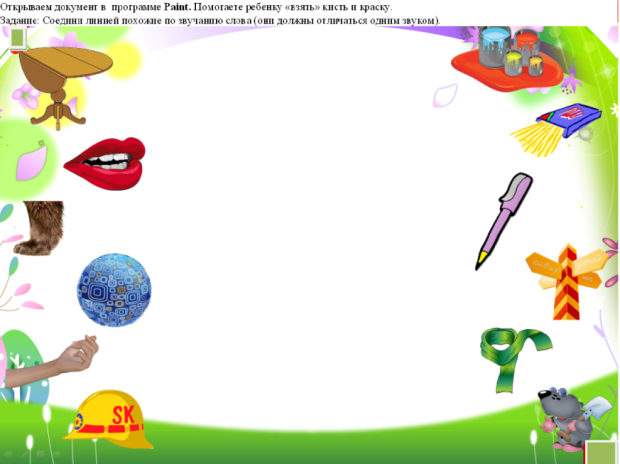 Открываем документ в программе Paint. Помогаете ребенку «взять» кисть и краску.
Задание: Соедини линией похожие по звучанию слова (они должны отличаться одним звуком).
SK